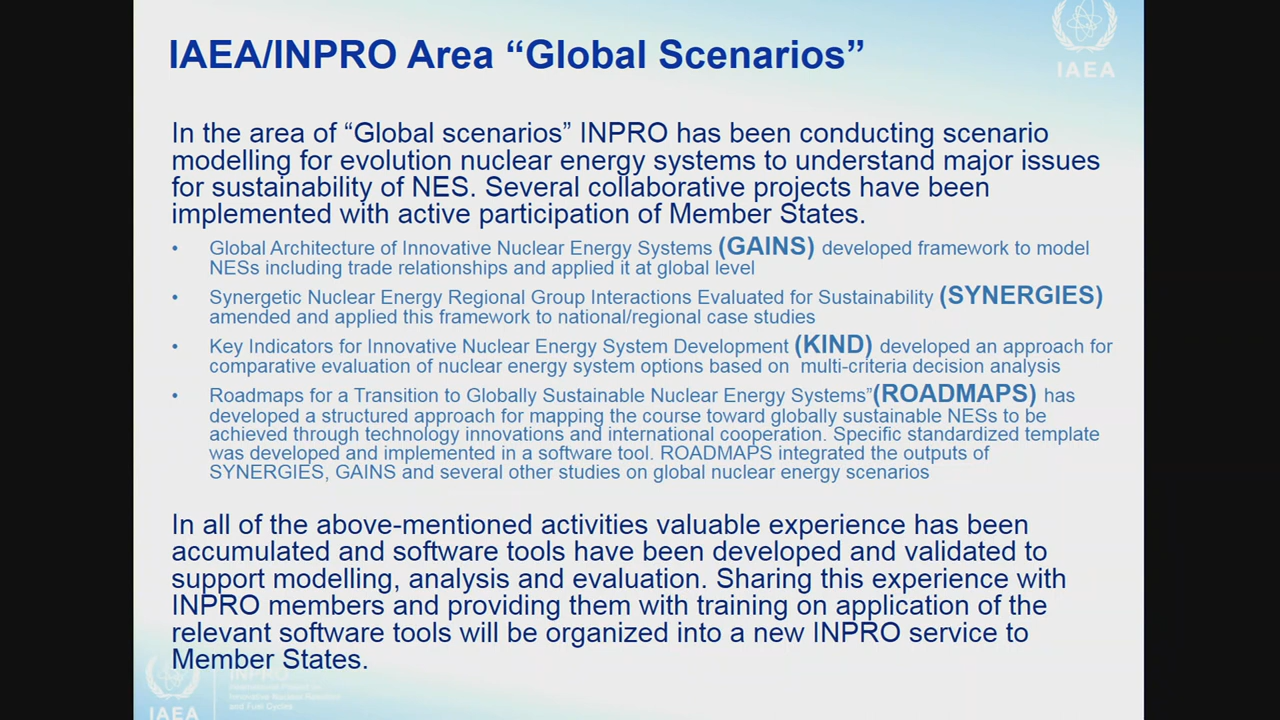 IAEA/INPRO Area “Global Scenarios”
IAEA
In the area of “Global scenarios” INPRO has been conducting scenario
modelling for evolution nuclear energy systems to understand major issues
for sustainability of NES. Several collaborative projects have been
implemented with active participation of Member States.
• Global Architecture of Innovative Nuclear Energy Systems (GAINS) developed framework to model
NESs including trade relationships and applied it at global level
• Synergetic Nuclear Energy Regional Group Interactions Evaluated for Sustainability (SYNERGIES)
amended and applied this framework to national/regional case studies
• Key Indicators for Innovative Nuclear Energy System Development (KIND) developed an approach for
comparative evaluation of nuclear energy system options based on multi-criteria decision analysis
• Roadmaps for a Transition to Globally Sustainable Nuclear Energy Systems”(ROADMAPS) has
developed a structured approach for mapping the course toward globally sustainable NESs to be
achieved through technology innovations and international cooperation. Specific standardized template
was developed and implemented in a software tool. ROADMAPS integrated the outputs of
SYNERGIES, GAINS and several other studies on global nuclear energy scenarios
In all of the above-mentioned activities valuable experience has been
accumulated and software tools have been developed and validated to
support modelling, analysis and evaluation. Sharing this experience with
INPRO members and providing them with training on application of the
relevant software tools will be organized into a new INPRO service to
Member States.
INPRO
International Project on
Innovative Nuclear Reactors
and Fuel Cycles
IAEA